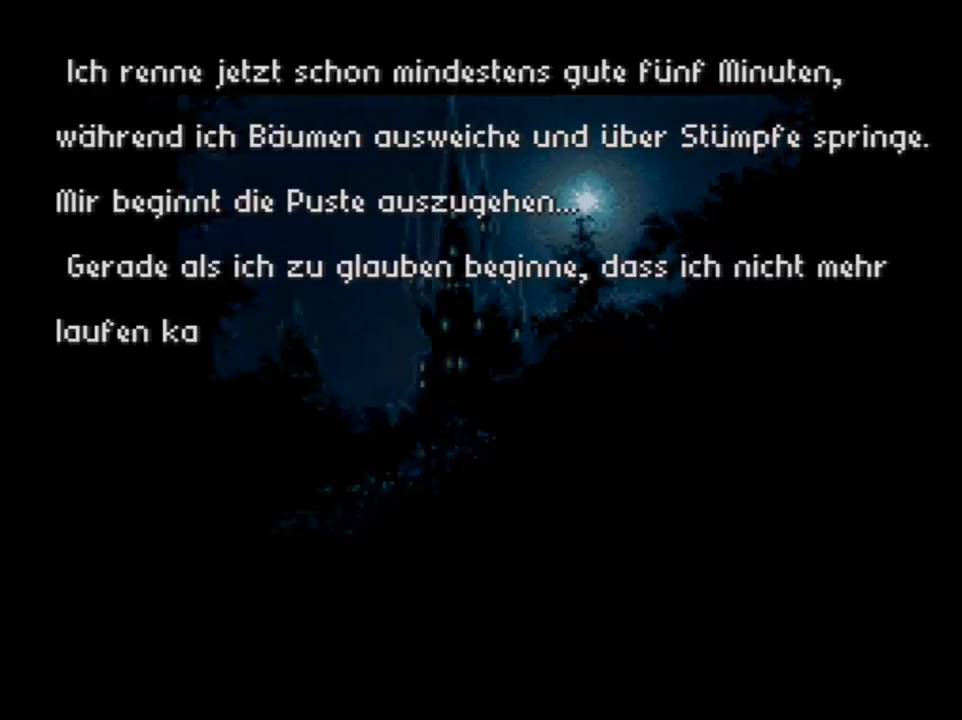 Ich renne jetzt schon mindestens gute fünf Minuten,
während ich Bäumen ausweiche und über Stümpfe springe.
Mir beginnt die Puste auszugehen...
Gerade als ich zu glauben beginne, dass ich nicht mehr
laufen ka